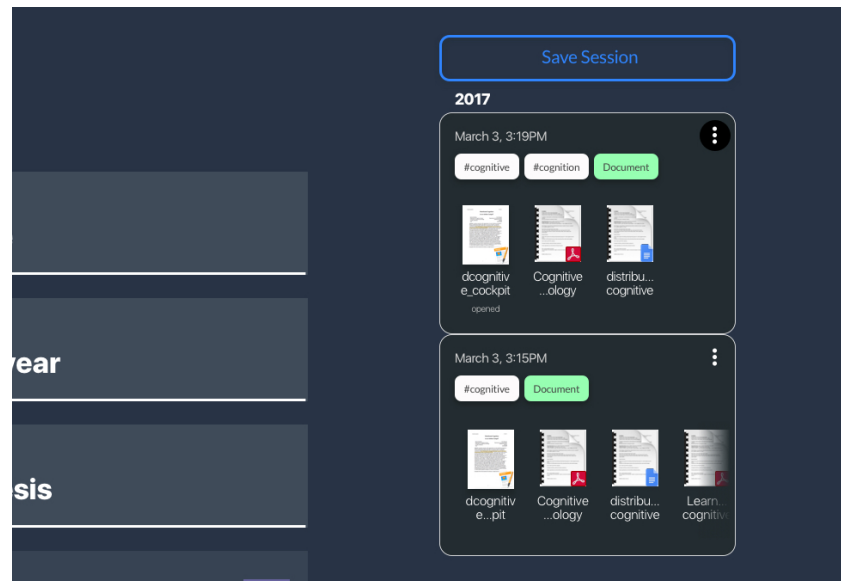 Save Session
2017
March 3, 3:19PM
#cognitive #cognition Document
dcognitiv
e_cockpit
opened
Cognitive
...ology
distribu...
cognitive
year
March 3, 3:15PM
#cognitive Document
sis
dcognitiv
e...pit
Cognitive
...ology
distribu...
cognitive
Learn...
cognitiv